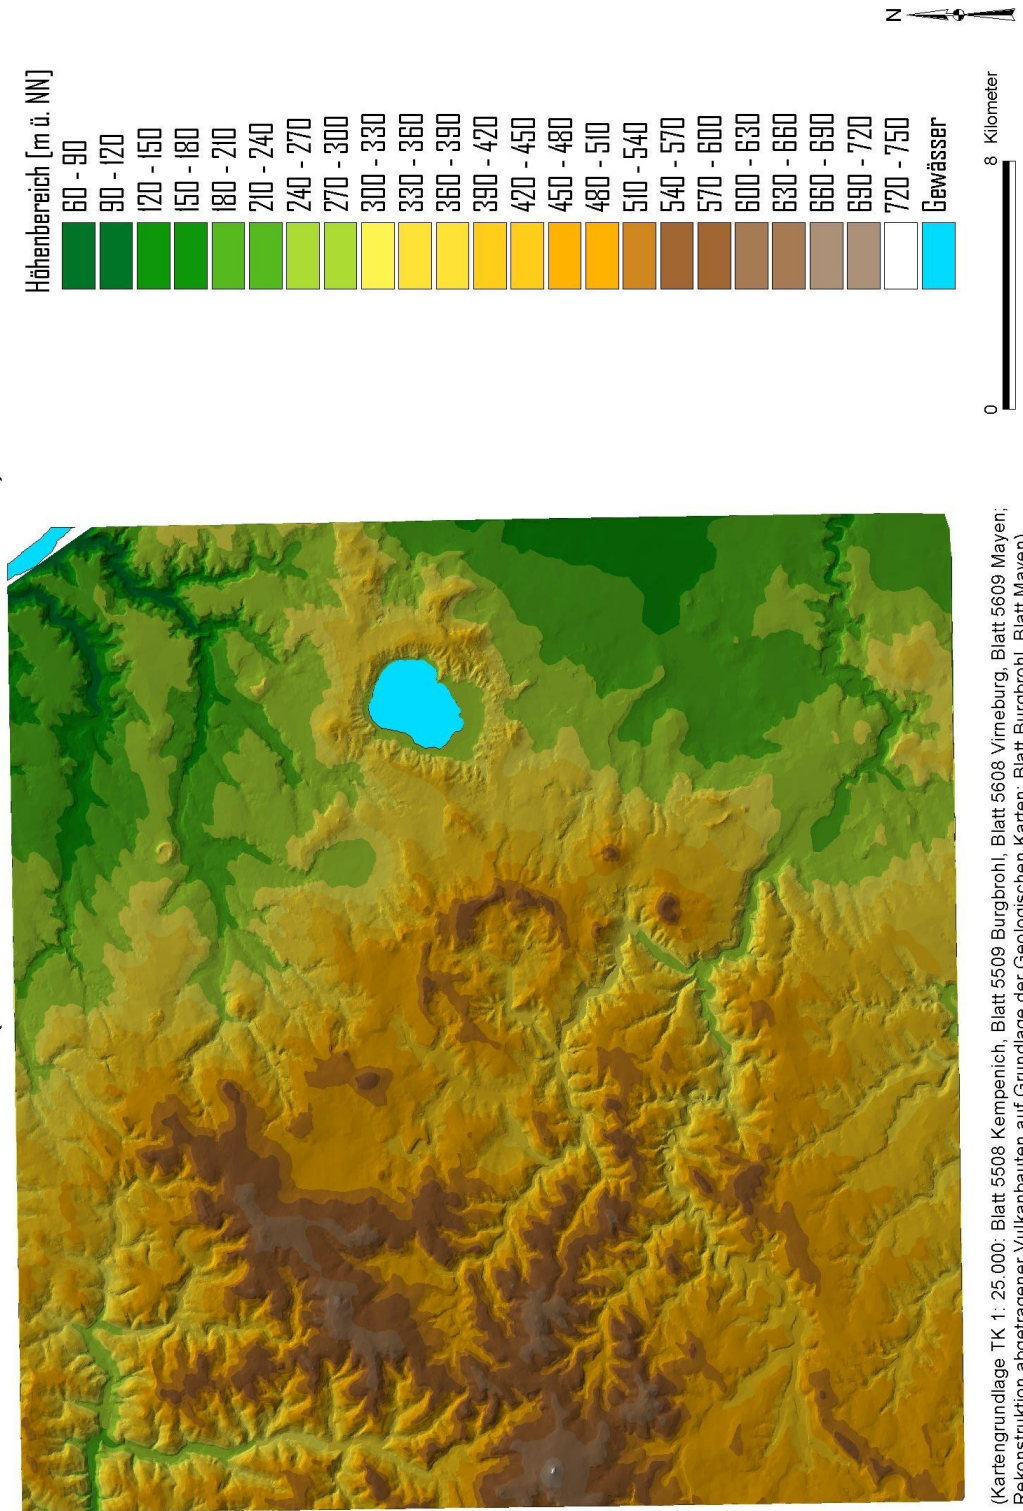 Höhenbereich [m ü. NN]
60 - 90
90 - 120
120 - 150
150 - 180
180 - 210
210 - 240
240 - 270
270 - 300
300 - 330
330 - 360
360 - 390
390 - 420
420 - 450
450 - 480
480 - 510
510 - 540
540 - 570
570 - 600
600 - 630
630 - 660
660 - 690
690 - 720
720 - 750
Gewässer
N
0 8 Kilometer
(Kartengrundlage TK 1: 25.000: Blatt 5508 Kempenich, Blatt 5509 Burgbrohl, Blatt 5608 Virneburg, Blatt 5609 Mayen;
Rekonstruktion abgetragener Vulkanbauten auf Grundlage der Geologischen Karten: Blatt Burgbrohl, Blatt Mayen)